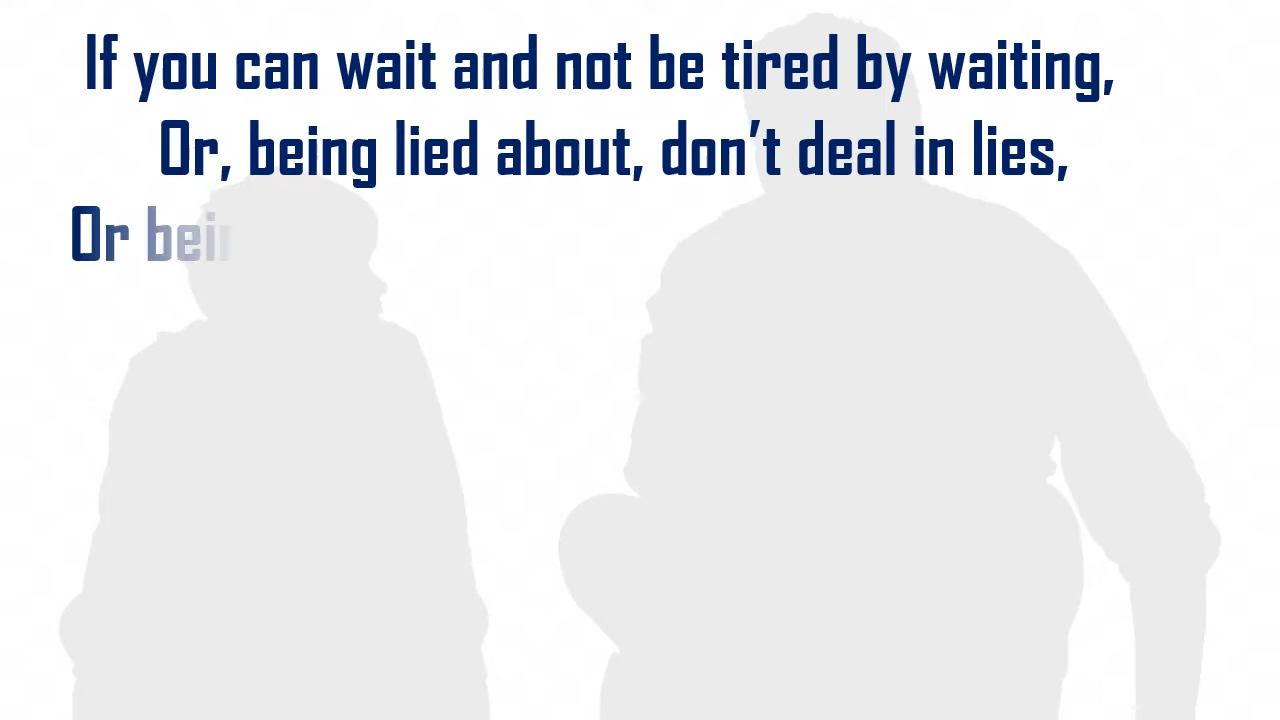 If you can wait and not be tired by waiting,
Or, being lied about, don’t deal in lies,
Or bein